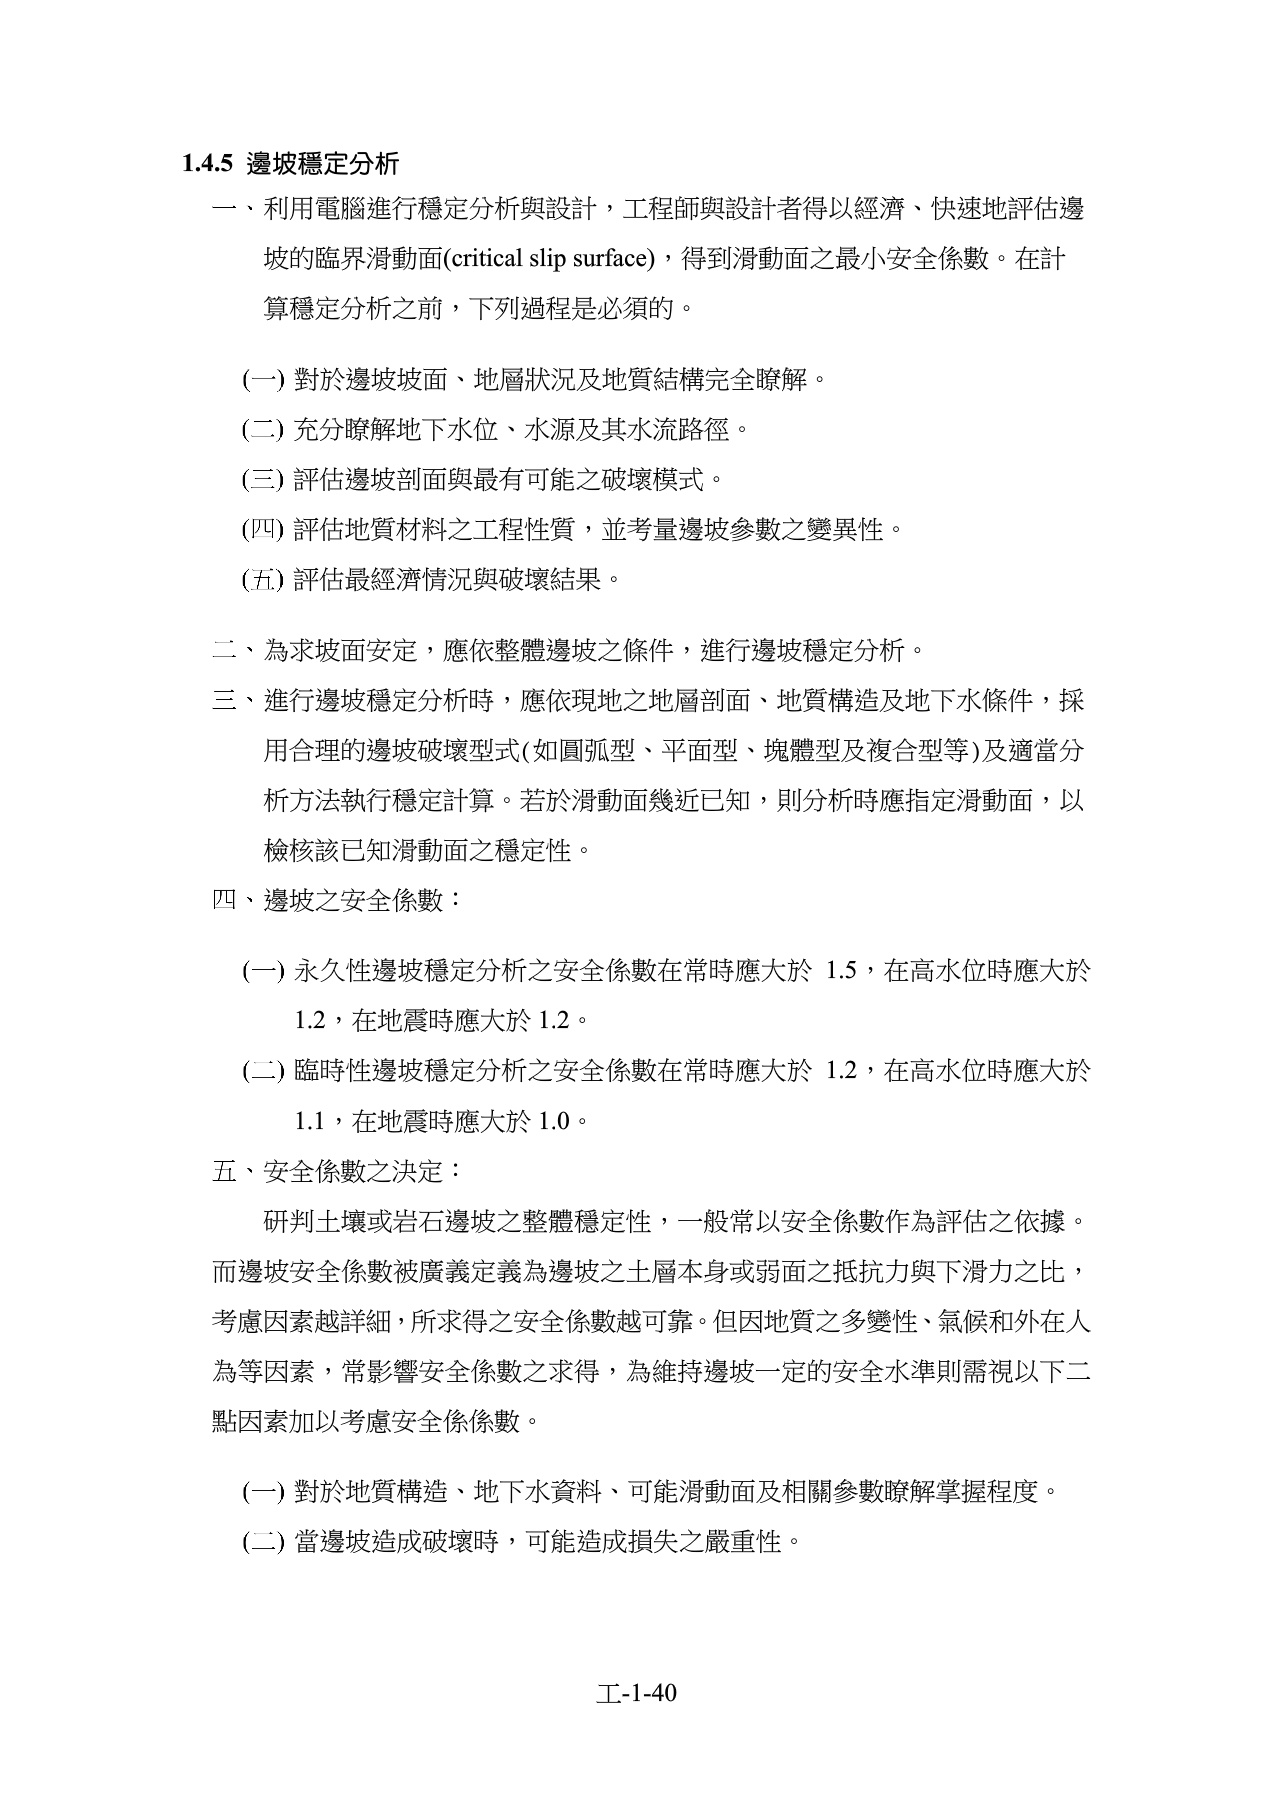 1.4.5 邊坡穩定分析
一、利用電腦進行穩定分析與設計，工程師與設計者得以經濟、快速地評估邊
坡的臨界滑動面(critical slip surface)，得到滑動面之最小安全係數。在計
算穩定分析之前，下列過程是必須的。
(一) 對於邊坡坡面、地層狀況及地質結構完全瞭解。
(二) 充分瞭解地下水位、水源及其水流路徑。
(三) 評估邊坡剖面與最有可能之破壞模式。
(四) 評估地質材料之工程性質，並考量邊坡參數之變異性。
(五) 評估最經濟情況與破壞結果。
二、為求坡面安定，應依整體邊坡之條件，進行邊坡穩定分析。
三、進行邊坡穩定分析時，應依現地之地層剖面、地質構造及地下水條件，採
用合理的邊坡破壞型式(如圓弧型、平面型、塊體型及複合型等)及適當分
析方法執行穩定計算。若於滑動面幾近已知，則分析時應指定滑動面，以
檢核該已知滑動面之穩定性。
四、邊坡之安全係數：
(一) 永久性邊坡穩定分析之安全係數在常時應大於 1.5，在高水位時應大於
1.2，在地震時應大於 1.2。
(二) 臨時性邊坡穩定分析之安全係數在常時應大於 1.2，在高水位時應大於
1.1，在地震時應大於 1.0。
五、安全係數之決定：
研判土壤或岩石邊坡之整體穩定性，一般常以安全係數作為評估之依據。
而邊坡安全係數被廣義定義為邊坡之土層本身或弱面之抵抗力與下滑力之比，
考慮因素越詳細，所求得之安全係數越可靠。但因地質之多變性、氣候和外在人
為等因素，常影響安全係數之求得，為維持邊坡一定的安全水準則需視以下二
點因素加以考慮安全係係數。
(一) 對於地質構造、地下水資料、可能滑動面及相關參數瞭解掌握程度。
(二) 當邊坡造成破壞時，可能造成損失之嚴重性。
工-1-40